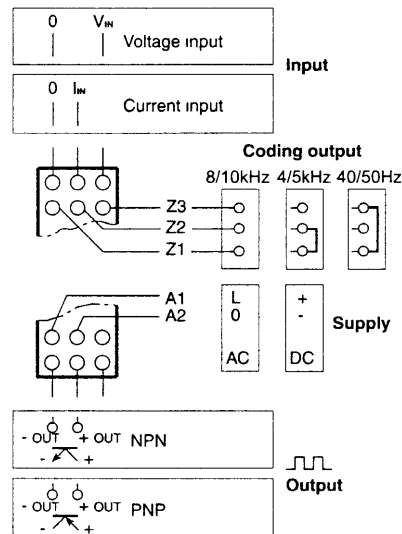 0 VIN
Voltage input
Input
0 IIN
Current input
Coding output
8/10kHz 4/5kHz 40/50Hz
Z3
Z2
Z1
A1 L +
A2 0 -
Supply
AC DC
- OUT + OUT NPN
- +
Output
- OUT + OUT PNP
- +